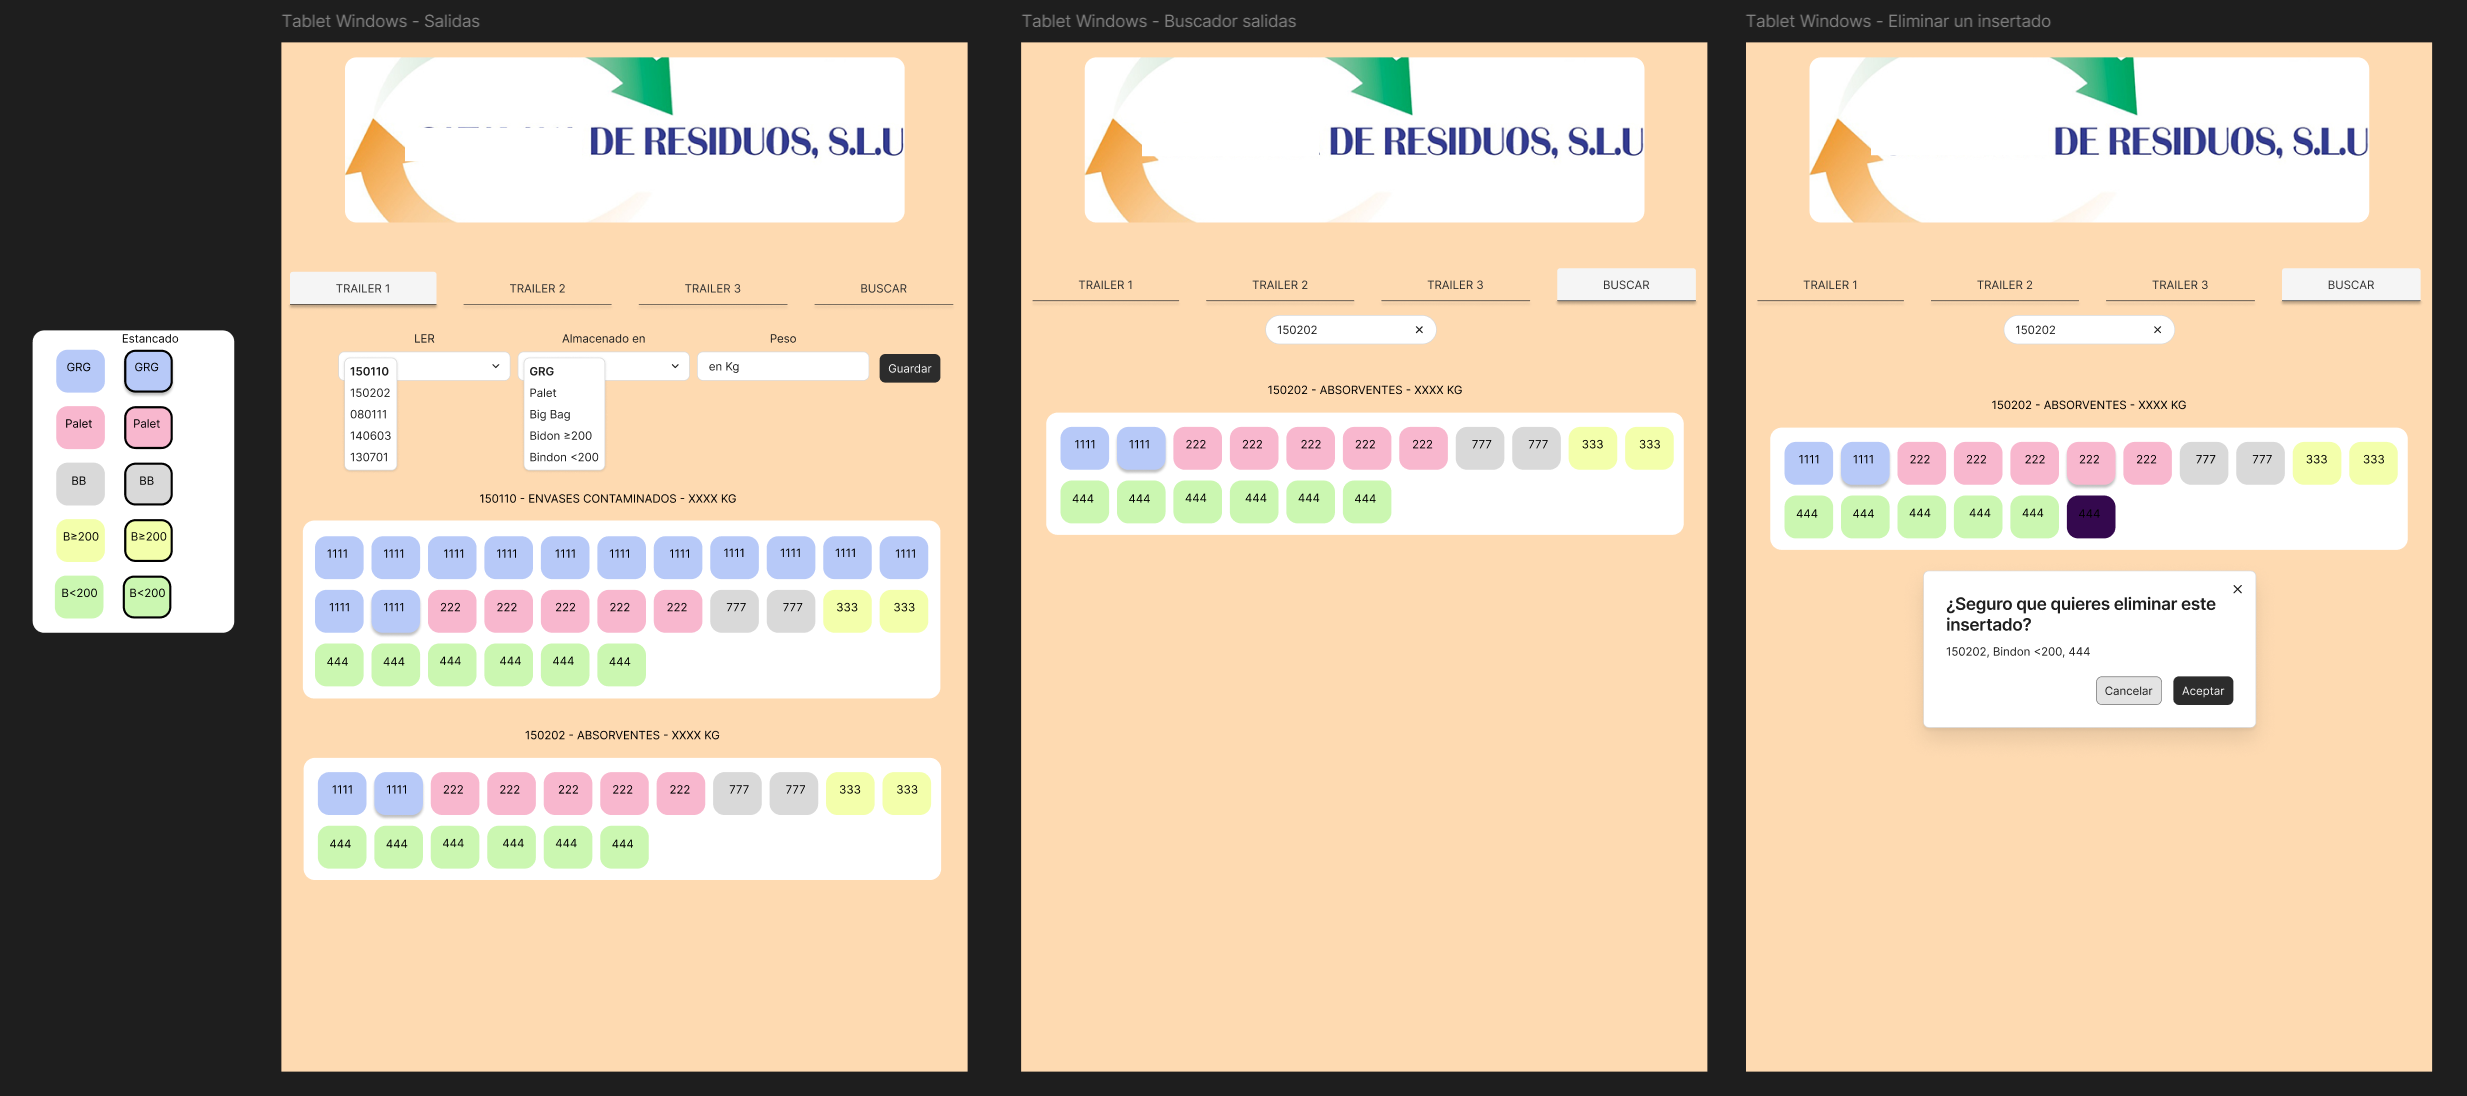 Tablet Windows - Salidas
Tablet Windows - Buscador salidas
Tablet Windows - Eliminar un insertado
Estancado
GRG GRG
Palet Palet
BB BB
B≥200 B≥200
B<200 B<200
DE RESIDUOS, S.L.U
TRAILER 1 TRAILER 2 TRAILER 3 BUSCAR
LER Almacenado en Peso
en Kg
Guardar
150110
150202
080111
140603
130701
GRG
Palet
Big Bag
Bidon ≥200
Bindon <200
150110 - ENVASES CONTAMINADOS - XXXX KG
1111 1111 1111 1111 1111 1111 1111 1111 1111 1111 1111
1111 1111 222 222 222 222 222 777 777 333 333
444 444 444 444 444 444
150202 - ABSORVENTES - XXXX KG
1111 1111 222 222 222 222 222 777 777 333 333
444 444 444 444 444 444
DE RESIDUOS, S.L.U
TRAILER 1 TRAILER 2 TRAILER 3 BUSCAR
150202
150202 - ABSORVENTES - XXXX KG
1111 1111 222 222 222 222 222 777 777 333 333
444 444 444 444 444 444
DE RESIDUOS, S.L.U
TRAILER 1 TRAILER 2 TRAILER 3 BUSCAR
150202
150202 - ABSORVENTES - XXXX KG
1111 1111 222 222 222 222 222 777 777 333 333
444 444 444 444 444 444
¿Seguro que quieres eliminar este
insertado?
150202, Bindon <200, 444
Cancelar Aceptar